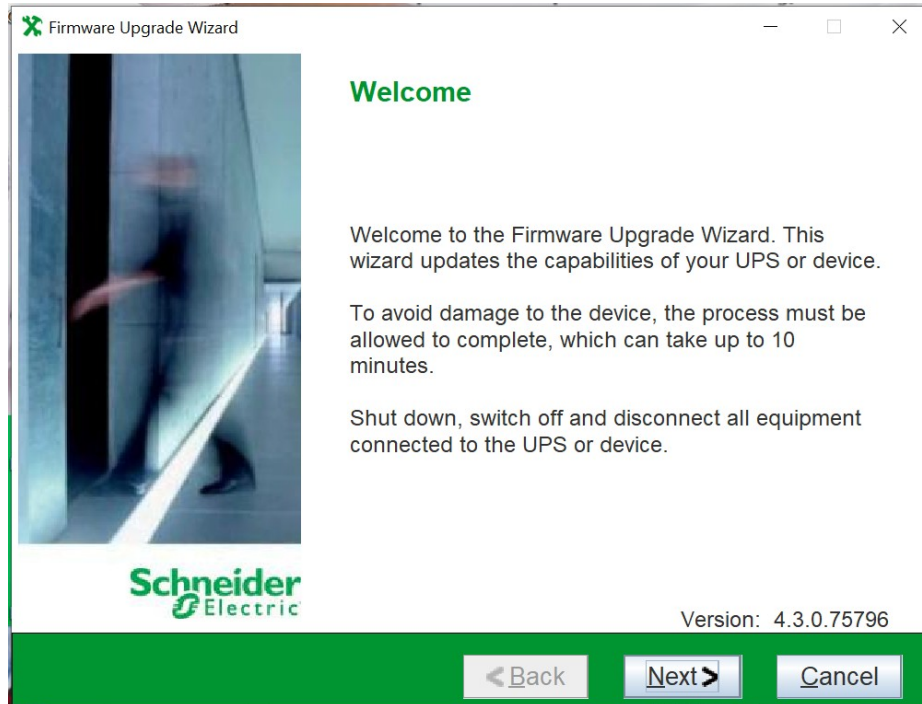 Firmware Upgrade Wizard
Welcome
Welcome to the Firmware Upgrade Wizard. This
wizard updates the capabilities of your UPS or device.
To avoid damage to the device, the process must be
allowed to complete, which can take up to 10
minutes.
Shut down, switch off and disconnect all equipment
connected to the UPS or device.
Schneider
Electric
Version: 4.3.0.75796
<Back
Next>
Cancel